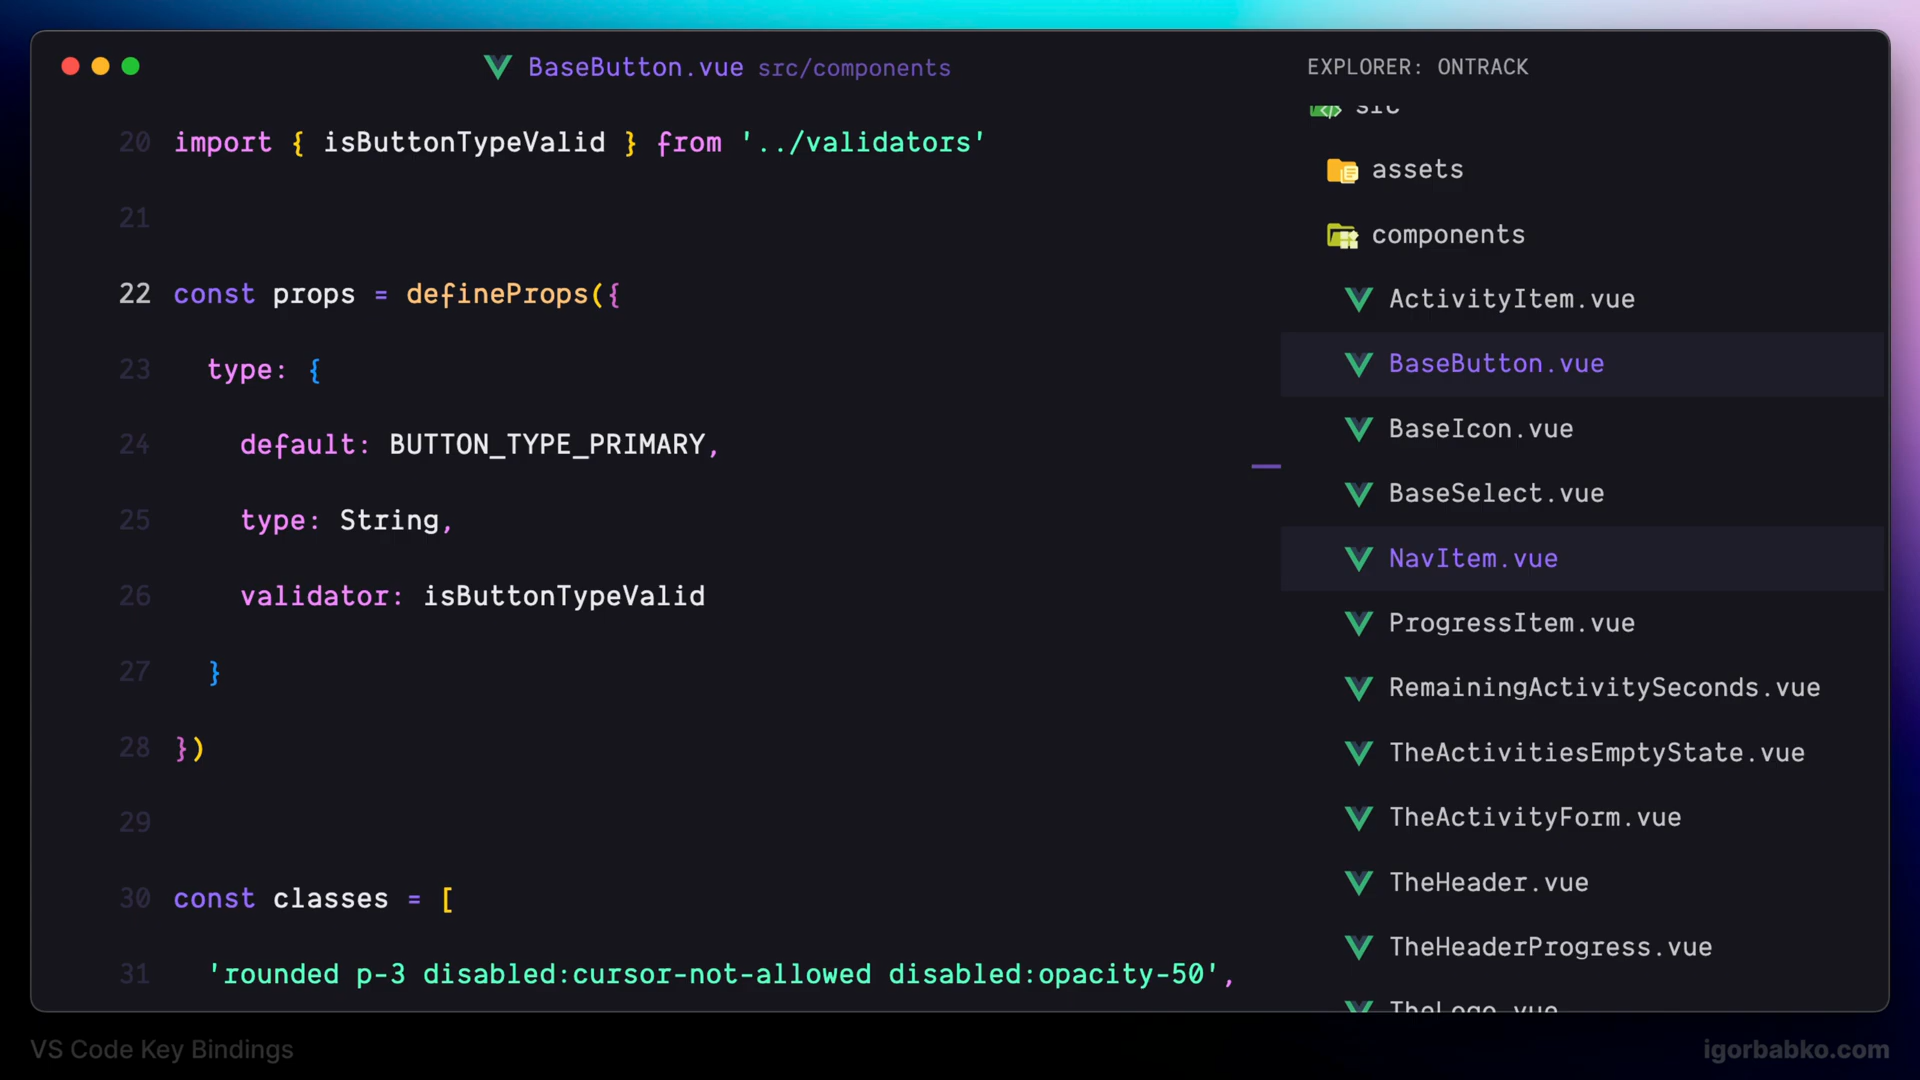 BaseButton.vue src/components
20 import { isButtonTypeValid } from '../validators'
21
22 const props = defineProps({
23 type: {
24 default: BUTTON_TYPE_PRIMARY,
25 type: String,
26 validator: isButtonTypeValid
27 }
28 })
29
30 const classes = [
31 'rounded p-3 disabled:cursor-not-allowed disabled:opacity-50',
EXPLORER: ONTRACK
src
assets
components
ActivityItem.vue
BaseButton.vue
BaseIcon.vue
BaseSelect.vue
NavItem.vue
ProgressItem.vue
RemainingActivitySeconds.vue
TheActivitiesEmptyState.vue
TheActivityForm.vue
TheHeader.vue
TheHeaderProgress.vue
TheLogo.vue
VS Code Key Bindings
igorbabko.com